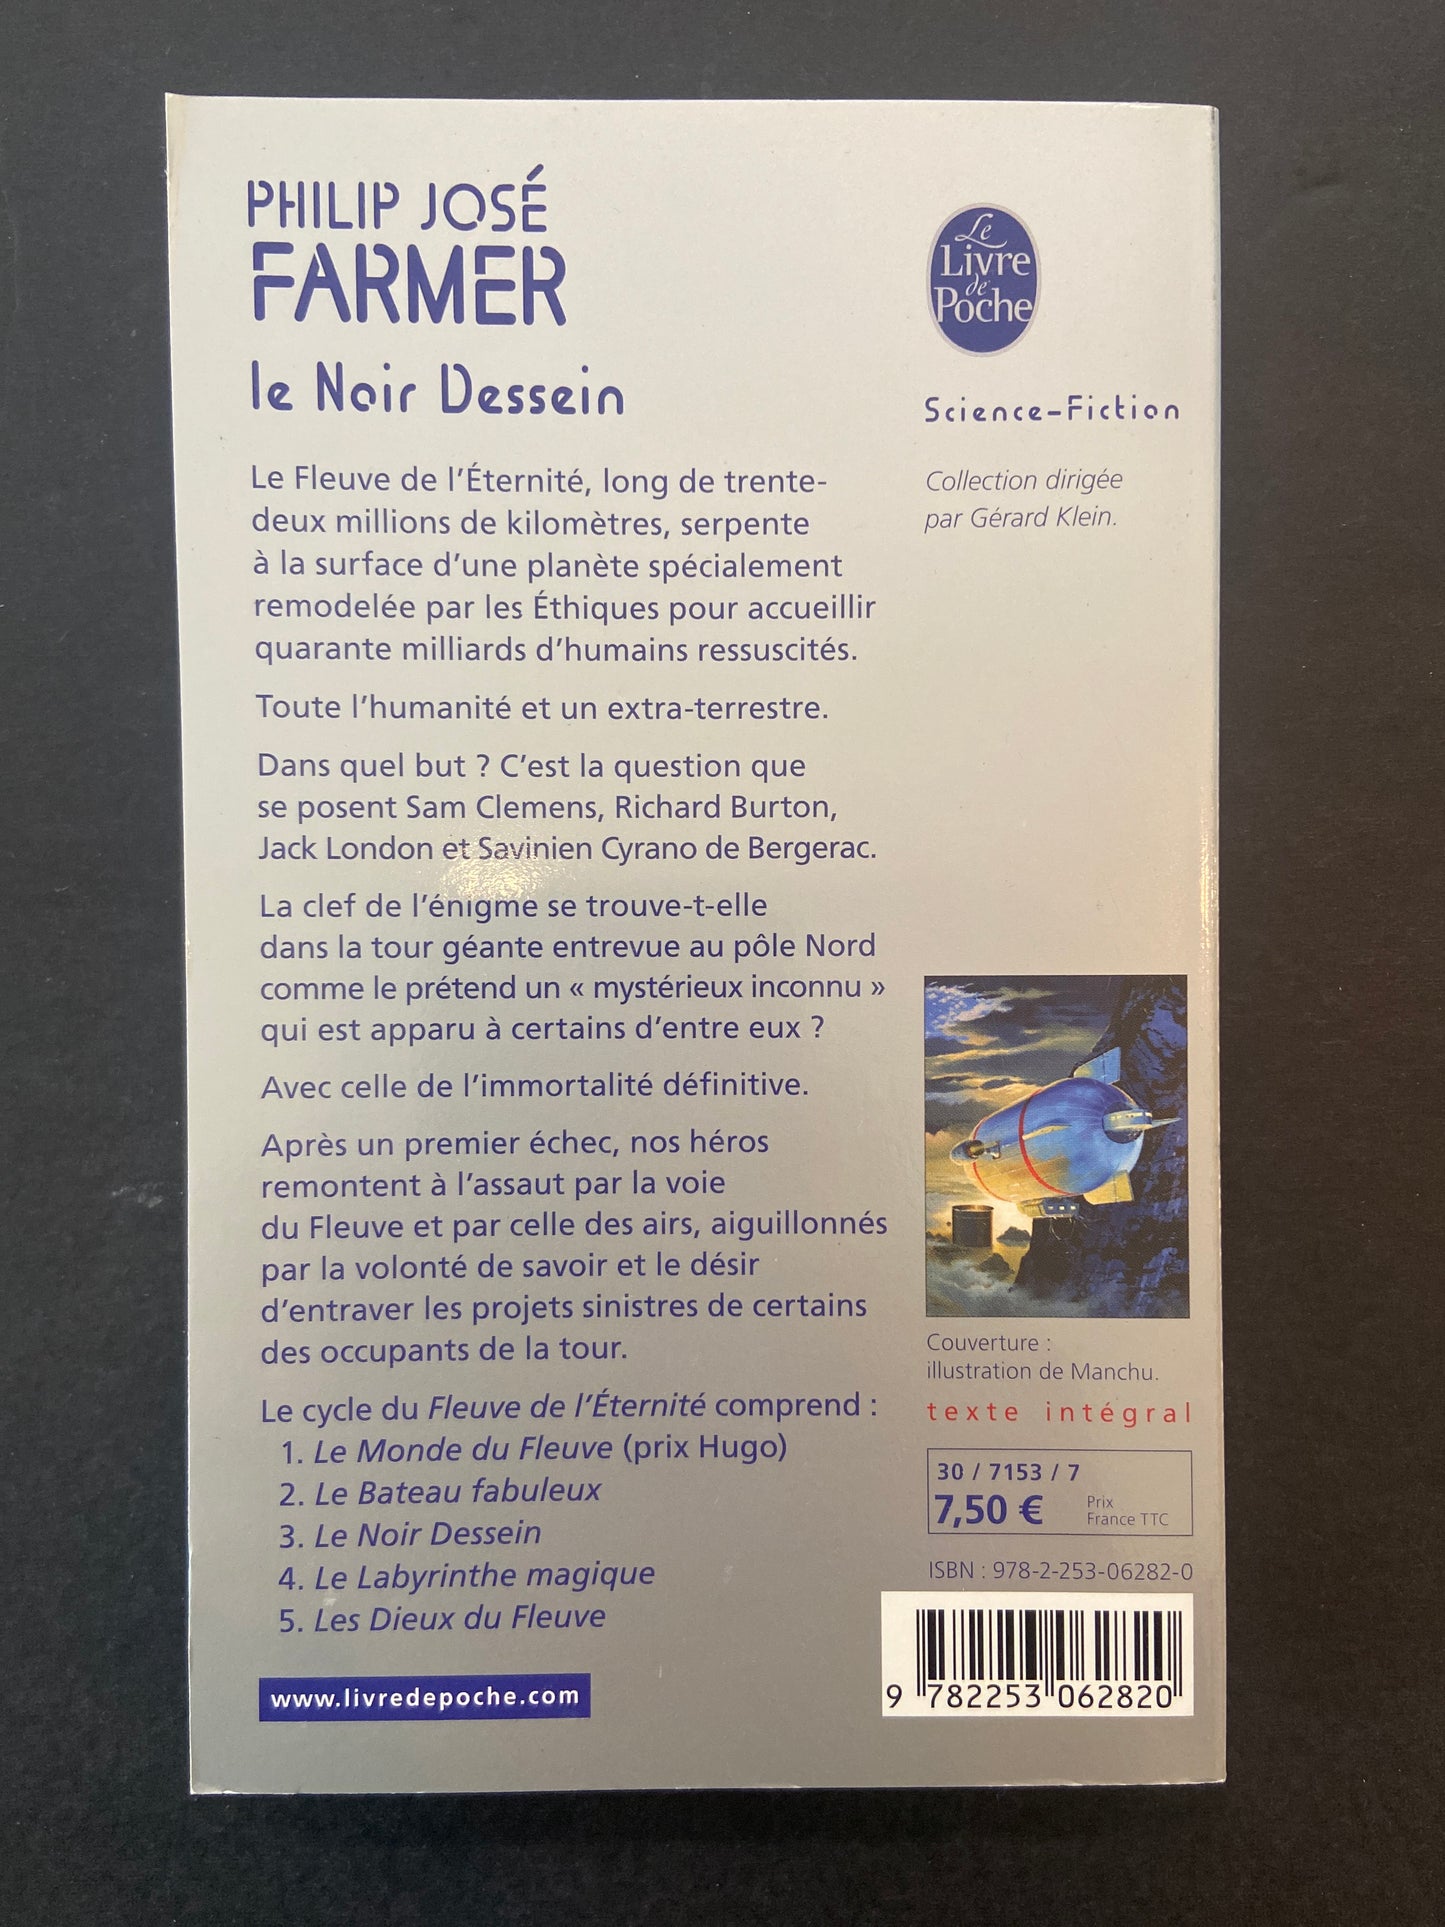 PHILIP JOSÉ
FARMER
le Noir Dessein
Le Fleuve de l'Éternité, long de trente-
deux millions de kilomètres, serpente
à la surface d'une planète spécialement
remodelée par les Éthiques pour accueillir
quarante milliards d'humains ressuscités.
Toute l'humanité et un extra-terrestre.
Dans quel but ? C'est la question que
se posent Sam Clemens, Richard Burton,
Jack London et Savinien Cyrano de Bergerac.
La clef de l'énigme se trouve-t-elle
dans la tour géante entrevue au pôle Nord
comme le prétend un « mystérieux inconnu »
qui est apparu à certains d'entre eux ?
Avec celle de l'immortalité définitive.
Après un premier échec, nos héros
remontent à l'assaut par la voie
du Fleuve et par celle des airs, aiguillonnés
par la volonté de savoir et le désir
d'entraver les projets sinistres de certains
des occupants de la tour.
Le cycle du Fleuve de l'Éternité comprend :
1. Le Monde du Fleuve (prix Hugo)
2. Le Bateau fabuleux
3. Le Noir Dessein
4. Le Labyrinthe magique
5. Les Dieux du Fleuve
www.livredepoche.com
Le
Livre
de
Poche
Science-Fiction
Collection dirigée
par Gérard Klein.
Couverture :
illustration de Manchu.
texte intégral
30 / 7153 / 7
7,50 € Prix
France TTC
ISBN : 978-2-253-06282-0
9 782253 062820